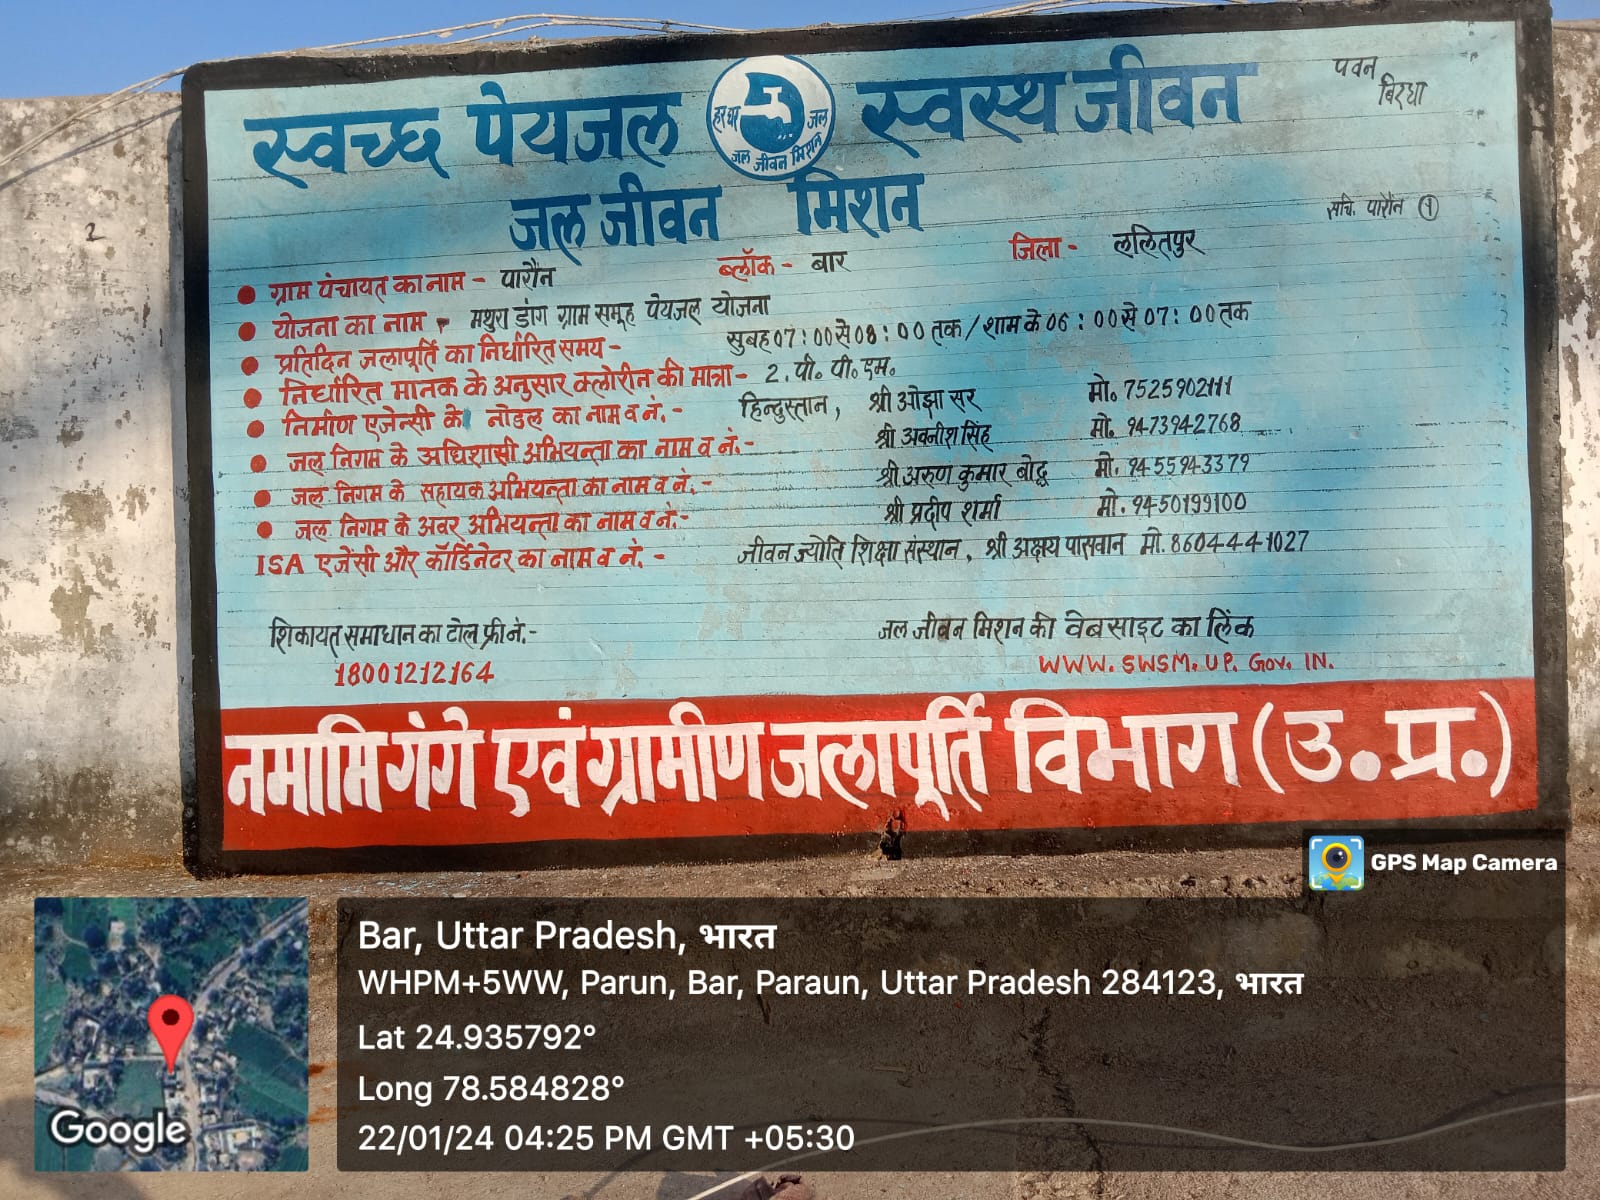 स्वच्छ पेयजल स्वस्थ जीवन
हर घर जल
जल जीवन मिशन
पवन
बिरधा
जल जीवन मिशन
सचि. पारौन 1
ग्राम पंचायत का नाम - पारौन ब्लॉक - बार जिला - ललितपुर
योजना का नाम - मथुरा डांग ग्राम समूह पेयजल योजना
प्रतिदिन जलापूर्ति का निर्धारित समय - सुबह 07:00 से 08:00 तक / शाम के 06:00 से 07:00 तक
निर्धारित मानक के अनुसार क्लोरीन की मात्रा - 2. पी. पी. एम.
निर्माण एजेन्सी के नोडल का नाम व नं.- हिन्दुस्तान, श्री ओझा सर मो. 7525902111
जल निगम के अधिशासी अभियन्ता का नाम व नं.- श्री अवनीश सिंह मो. 9473942768
जल निगम के सहायक अभियन्ता का नाम व नं.- श्री अरुण कुमार बोद्ध मो. 9455943379
जल निगम के अवर अभियन्ता का नाम व नं.- श्री प्रदीप शर्मा मो. 9450199100
ISA एजेंसी और कॉर्डिनेटर का नाम व नं. - जीवन ज्योति शिक्षा संस्थान, श्री अक्षय पासवान मो. 8604441027
शिकायत समाधान का टोल फ्री नं.- जल जीवन मिशन की वेबसाइट का लिंक
18001212164 WWW.SWSM.UP.Gov.IN.
नमामि गंगे एवं ग्रामीण जलापूर्ति विभाग (उ.प्र.)
2
GPS Map Camera
Bar, Uttar Pradesh, भारत
WHPM+5WW, Parun, Bar, Paraun, Uttar Pradesh 284123, भारत
Lat 24.935792°
Long 78.584828°
22/01/24 04:25 PM GMT +05:30
Google